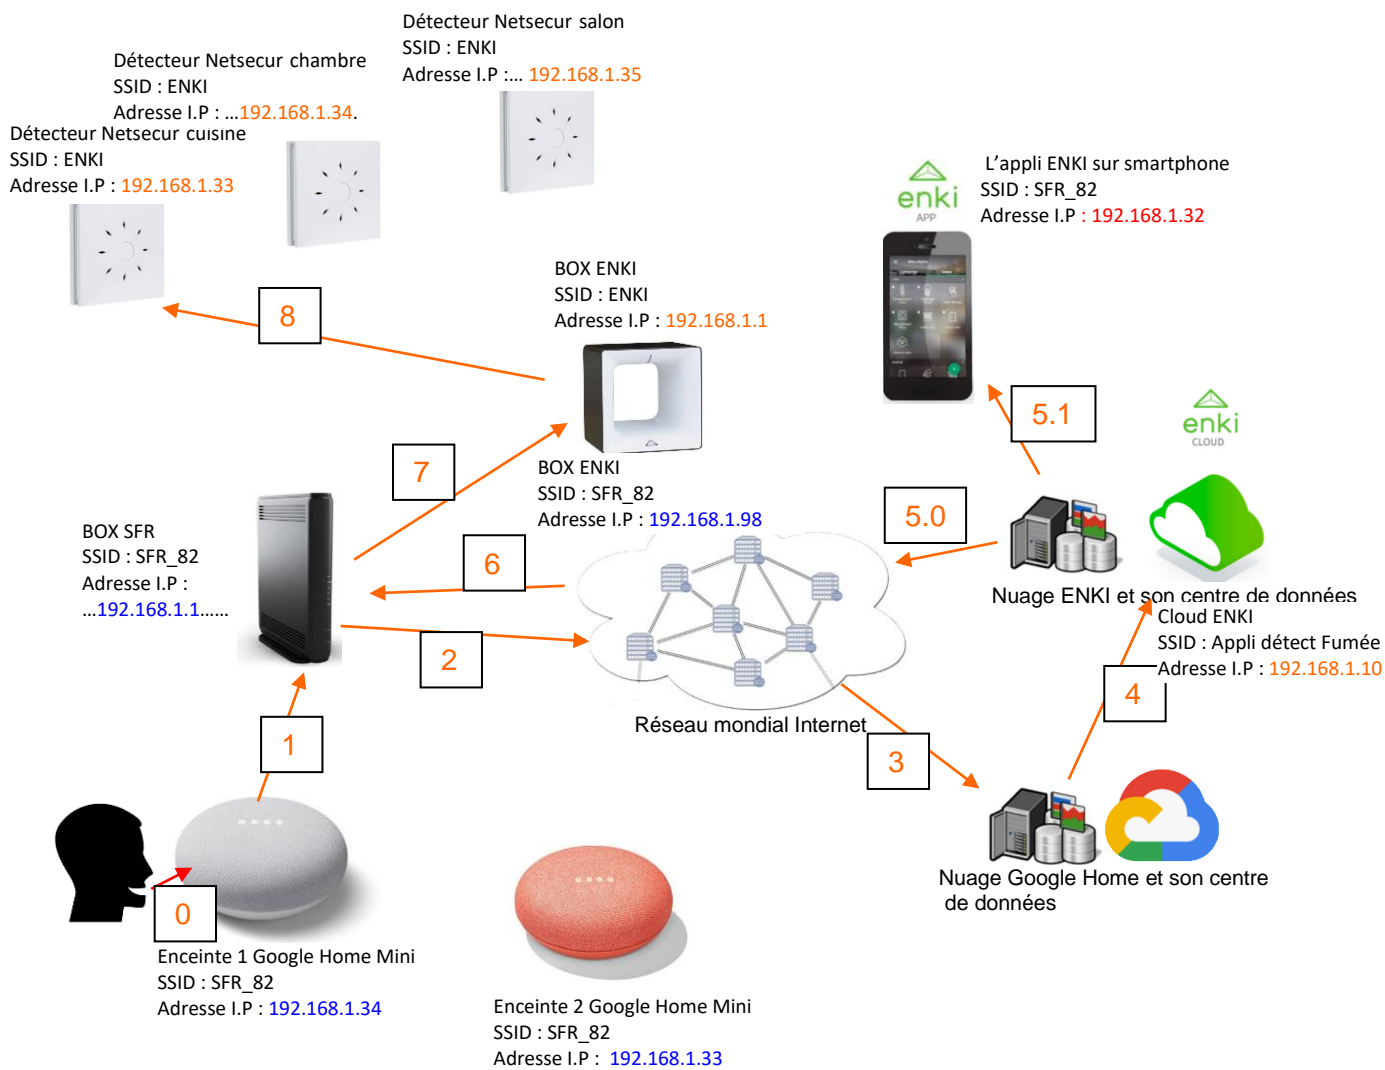 Détecteur Netsecur salon
SSID : ENKI
Adresse I.P :... 192.168.1.35
Détecteur Netsecur chambre
SSID : ENKI
Adresse I.P : ...192.168.1.34.
Détecteur Netsecur cuisine
SSID : ENKI
Adresse I.P : 192.168.1.33
enki
APP
L’appli ENKI sur smartphone
SSID : SFR_82
Adresse I.P : 192.168.1.32
BOX ENKI
SSID : ENKI
Adresse I.P : 192.168.1.1
8
5.1
enki
CLOUD
7
BOX ENKI
SSID : SFR_82
Adresse I.P : 192.168.1.98
5.0
BOX SFR
SSID : SFR_82
Adresse I.P :
...192.168.1.1......
6
Nuage ENKI et son centre de données
Cloud ENKI
SSID : Appli détect Fumée
Adresse I.P : 192.168.1.10
2
4
Réseau mondial Internet
1
3
Nuage Google Home et son centre
de données
0
Enceinte 1 Google Home Mini
SSID : SFR_82
Adresse I.P : 192.168.1.34
Enceinte 2 Google Home Mini
SSID : SFR_82
Adresse I.P : 192.168.1.33